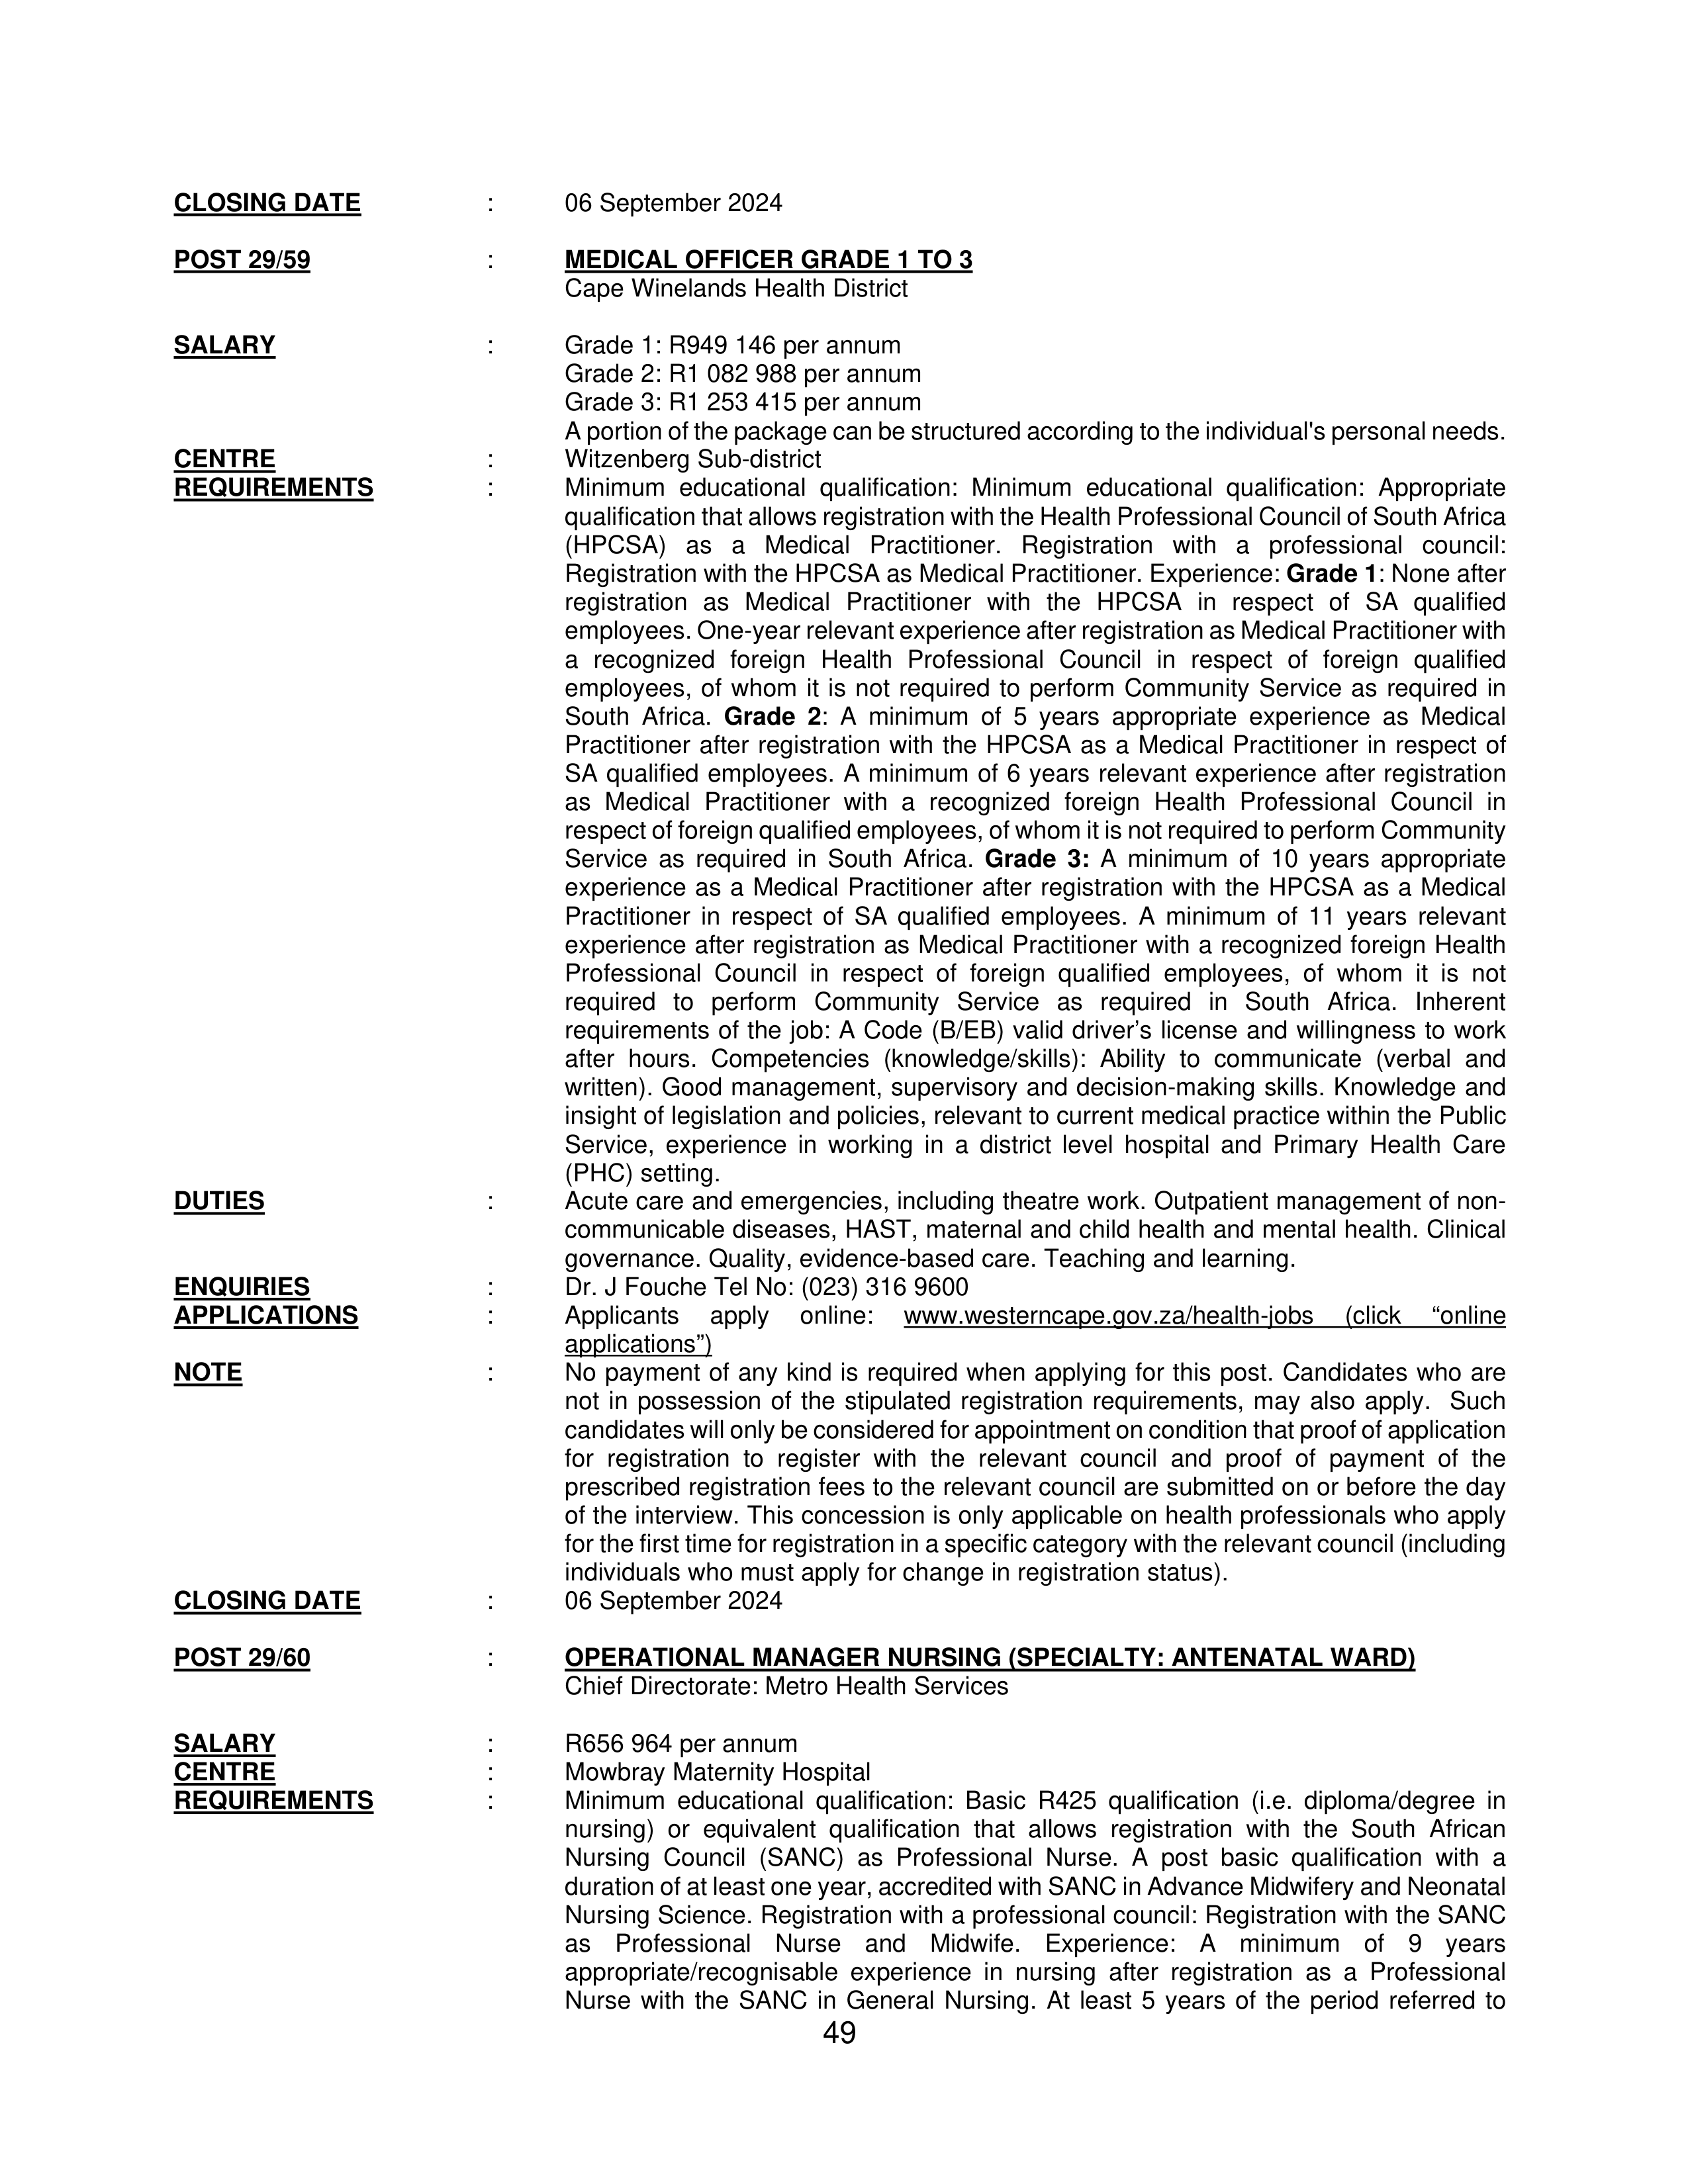 CLOSING DATE : 06 September 2024
POST 29/59 : MEDICAL OFFICER GRADE 1 TO 3
Cape Winelands Health District
SALARY : Grade 1: R949 146 per annum
Grade 2: R1 082 988 per annum
Grade 3: R1 253 415 per annum
A portion of the package can be structured according to the individual's personal needs.
CENTRE : Witzenberg Sub-district
REQUIREMENTS : Minimum educational qualification: Minimum educational qualification: Appropriate
qualification that allows registration with the Health Professional Council of South Africa
(HPCSA) as a Medical Practitioner. Registration with a professional council:
Registration with the HPCSA as Medical Practitioner. Experience: Grade 1: None after
registration as Medical Practitioner with the HPCSA in respect of SA qualified
employees. One-year relevant experience after registration as Medical Practitioner with
a recognized foreign Health Professional Council in respect of foreign qualified
employees, of whom it is not required to perform Community Service as required in
South Africa. Grade 2: A minimum of 5 years appropriate experience as Medical
Practitioner after registration with the HPCSA as a Medical Practitioner in respect of
SA qualified employees. A minimum of 6 years relevant experience after registration
as Medical Practitioner with a recognized foreign Health Professional Council in
respect of foreign qualified employees, of whom it is not required to perform Community
Service as required in South Africa. Grade 3: A minimum of 10 years appropriate
experience as a Medical Practitioner after registration with the HPCSA as a Medical
Practitioner in respect of SA qualified employees. A minimum of 11 years relevant
experience after registration as Medical Practitioner with a recognized foreign Health
Professional Council in respect of foreign qualified employees, of whom it is not
required to perform Community Service as required in South Africa. Inherent
requirements of the job: A Code (B/EB) valid driver’s license and willingness to work
after hours. Competencies (knowledge/skills): Ability to communicate (verbal and
written). Good management, supervisory and decision-making skills. Knowledge and
insight of legislation and policies, relevant to current medical practice within the Public
Service, experience in working in a district level hospital and Primary Health Care
(PHC) setting.
DUTIES : Acute care and emergencies, including theatre work. Outpatient management of non-
communicable diseases, HAST, maternal and child health and mental health. Clinical
governance. Quality, evidence-based care. Teaching and learning.
ENQUIRIES : Dr. J Fouche Tel No: (023) 316 9600
APPLICATIONS : Applicants apply online: www.westerncape.gov.za/health-jobs (click “online
applications”)
NOTE : No payment of any kind is required when applying for this post. Candidates who are
not in possession of the stipulated registration requirements, may also apply. Such
candidates will only be considered for appointment on condition that proof of application
for registration to register with the relevant council and proof of payment of the
prescribed registration fees to the relevant council are submitted on or before the day
of the interview. This concession is only applicable on health professionals who apply
for the first time for registration in a specific category with the relevant council (including
individuals who must apply for change in registration status).
CLOSING DATE : 06 September 2024
POST 29/60 : OPERATIONAL MANAGER NURSING (SPECIALTY: ANTENATAL WARD)
Chief Directorate: Metro Health Services
SALARY : R656 964 per annum
CENTRE : Mowbray Maternity Hospital
REQUIREMENTS : Minimum educational qualification: Basic R425 qualification (i.e. diploma/degree in
nursing) or equivalent qualification that allows registration with the South African
Nursing Council (SANC) as Professional Nurse. A post basic qualification with a
duration of at least one year, accredited with SANC in Advance Midwifery and Neonatal
Nursing Science. Registration with a professional council: Registration with the SANC
as Professional Nurse and Midwife. Experience: A minimum of 9 years
appropriate/recognisable experience in nursing after registration as a Professional
Nurse with the SANC in General Nursing. At least 5 years of the period referred to
49